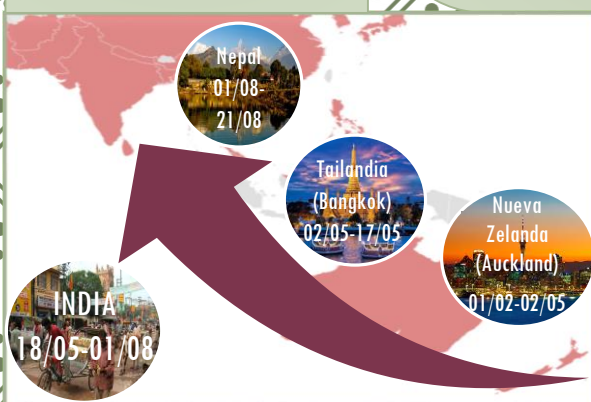 Nepal
01/08-
21/08
Tailandia
(Bangkok)
02/05-17/05
Nueva
Zelanda
(Auckland)
01/02-02/05
INDIA
18/05-01/08